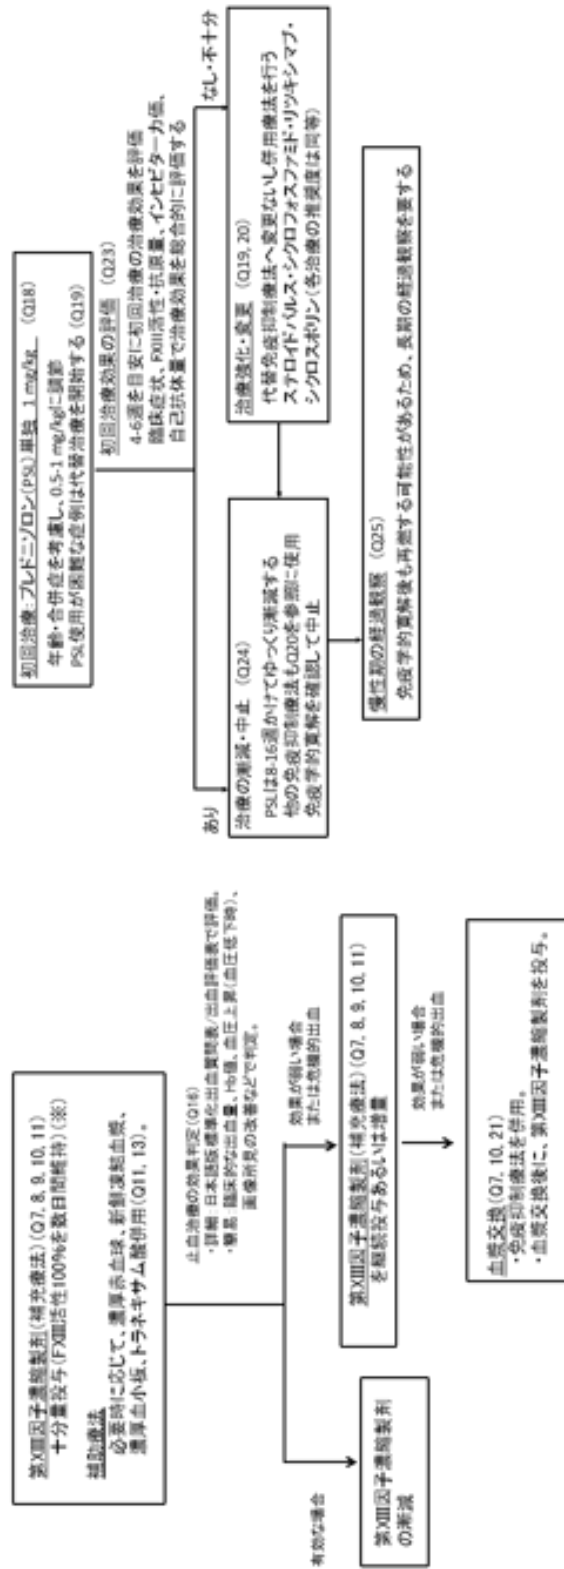 第XIII因子濃縮製剤(補充療法)(Q7, 8, 9, 10, 11)
十分量投与(FXIII活性100%を数日間維持)(※)
補助療法
必要時に応じて、濃厚赤血球、新鮮凍結血漿、
濃厚血小板、トラネキサム酸併用(Q11, 13)。
止血治療の効果判定(Q16)
・詳細:日本語版標準化出血質問表/出血評価表で評価。
・簡易:臨床的な出血量、Hb値、血圧上昇(血圧低下時)、
画像所見の改善などで判定。
有効な場合
効果が弱い場合
または危機的出血
第XIII因子濃縮製剤
の漸減
第XIII因子濃縮製剤(補充療法)(Q7, 8, 9, 10, 11)
を継続投与あるいは増量
効果が弱い場合
または危機的出血
血漿交換(Q7, 10, 21)
・免疫抑制療法を併用。
・血漿交換後に、第XIII因子濃縮製剤を投与。
初回治療:プレドニゾロン(PSL)単独 1 mg/kg (Q18)
年齢・合併症を考慮し、0.5-1 mg/kgに調節
PSL使用が困難な症例は代替治療を開始する(Q19)
初回治療効果の評価 (Q23)
4-6週を目安に初回治療の治療効果を評価
臨床症状、FXIII活性・抗原量、インヒビター力価、
自己抗体量で治療効果を総合的に評価する
あり
なし・不十分
治療の漸減・中止 (Q24)
PSLは8-16週かけてゆっくり漸減する
他の免疫抑制療法もQ20を参照に使用
免疫学的寛解を確認して中止
治療強化・変更 (Q19, 20)
代替免疫抑制療法へ変更ないし併用療法を行う
ステロイドパルス・シクロフォスファミド・リツキシマブ・
シクロスポリン(各治療の推奨度は同等)
慢性期の経過観察 (Q25)
免疫学的寛解後も再燃する可能性があるため、長期の経過観察を要する